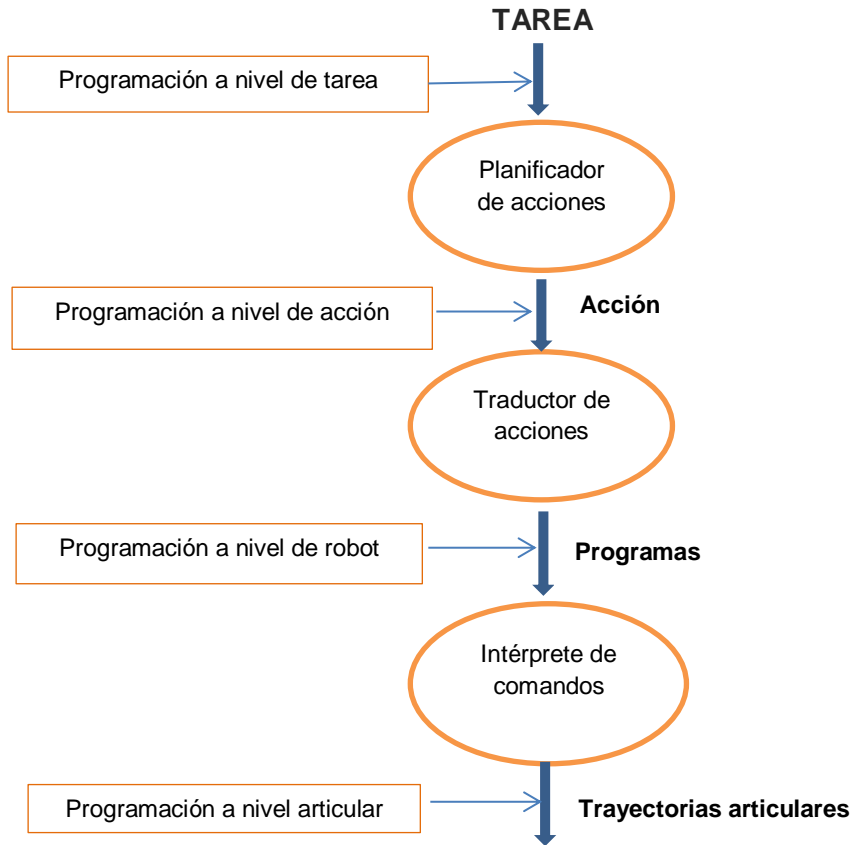 TAREA
Programación a nivel de tarea
Planificador
de acciones
Programación a nivel de acción
Acción
Traductor de
acciones
Programación a nivel de robot
Programas
Intérprete de
comandos
Programación a nivel articular
Trayectorias articulares